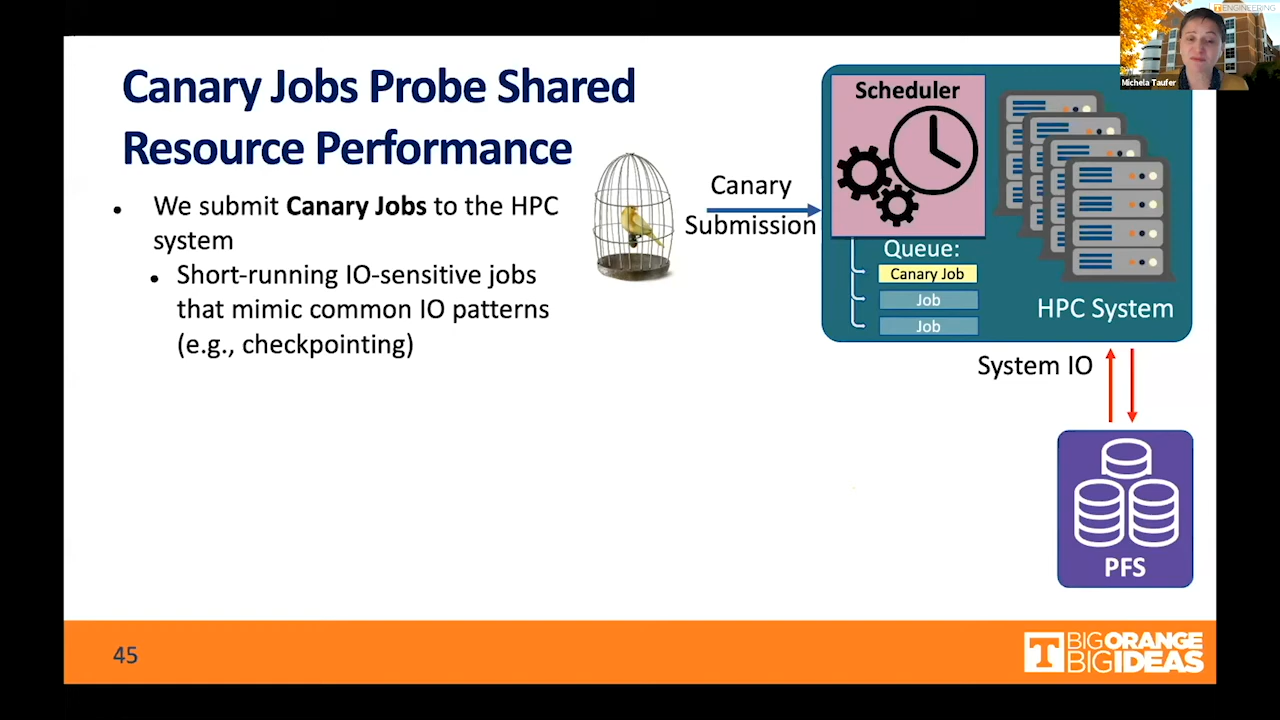 TENGINEERING
Michela Taufer
Canary Jobs Probe Shared
Resource Performance
We submit Canary Jobs to the HPC
system
Short-running IO-sensitive jobs
that mimic common IO patterns
(e.g., checkpointing)
Canary
Submission
Scheduler
Queue:
Canary Job
Job
Job
HPC System
System IO
PFS
45
T BIG ORANGE
BIG IDEAS